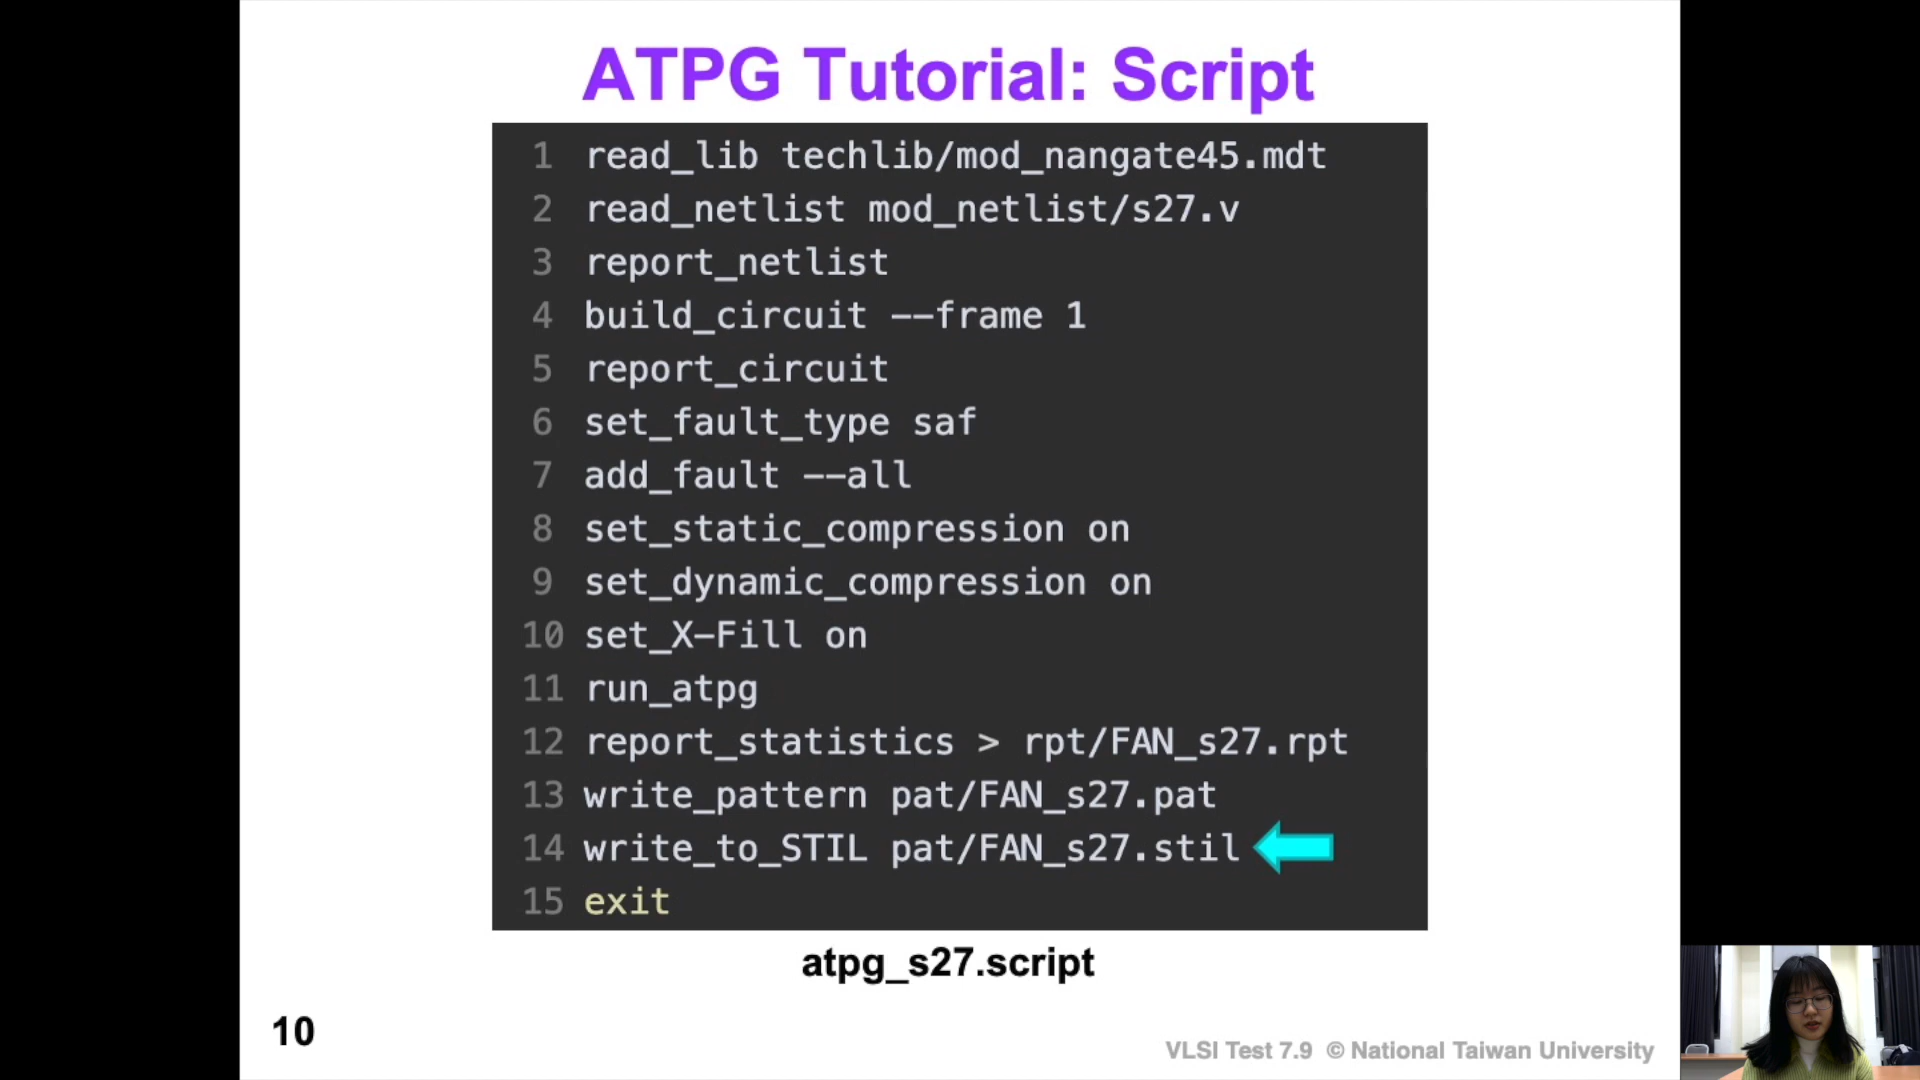 ATPG Tutorial: Script
1 read_lib techlib/mod_nangate45.mdt
2 read_netlist mod_netlist/s27.v
3 report_netlist
4 build_circuit --frame 1
5 report_circuit
6 set_fault_type saf
7 add_fault --all
8 set_static_compression on
9 set_dynamic_compression on
10 set_X-Fill on
11 run_atpg
12 report_statistics > rpt/FAN_s27.rpt
13 write_pattern pat/FAN_s27.pat
14 write_to_STIL pat/FAN_s27.stil
15 exit
atpg_s27.script
10
VLSI Test 7.9 © National Taiwan University